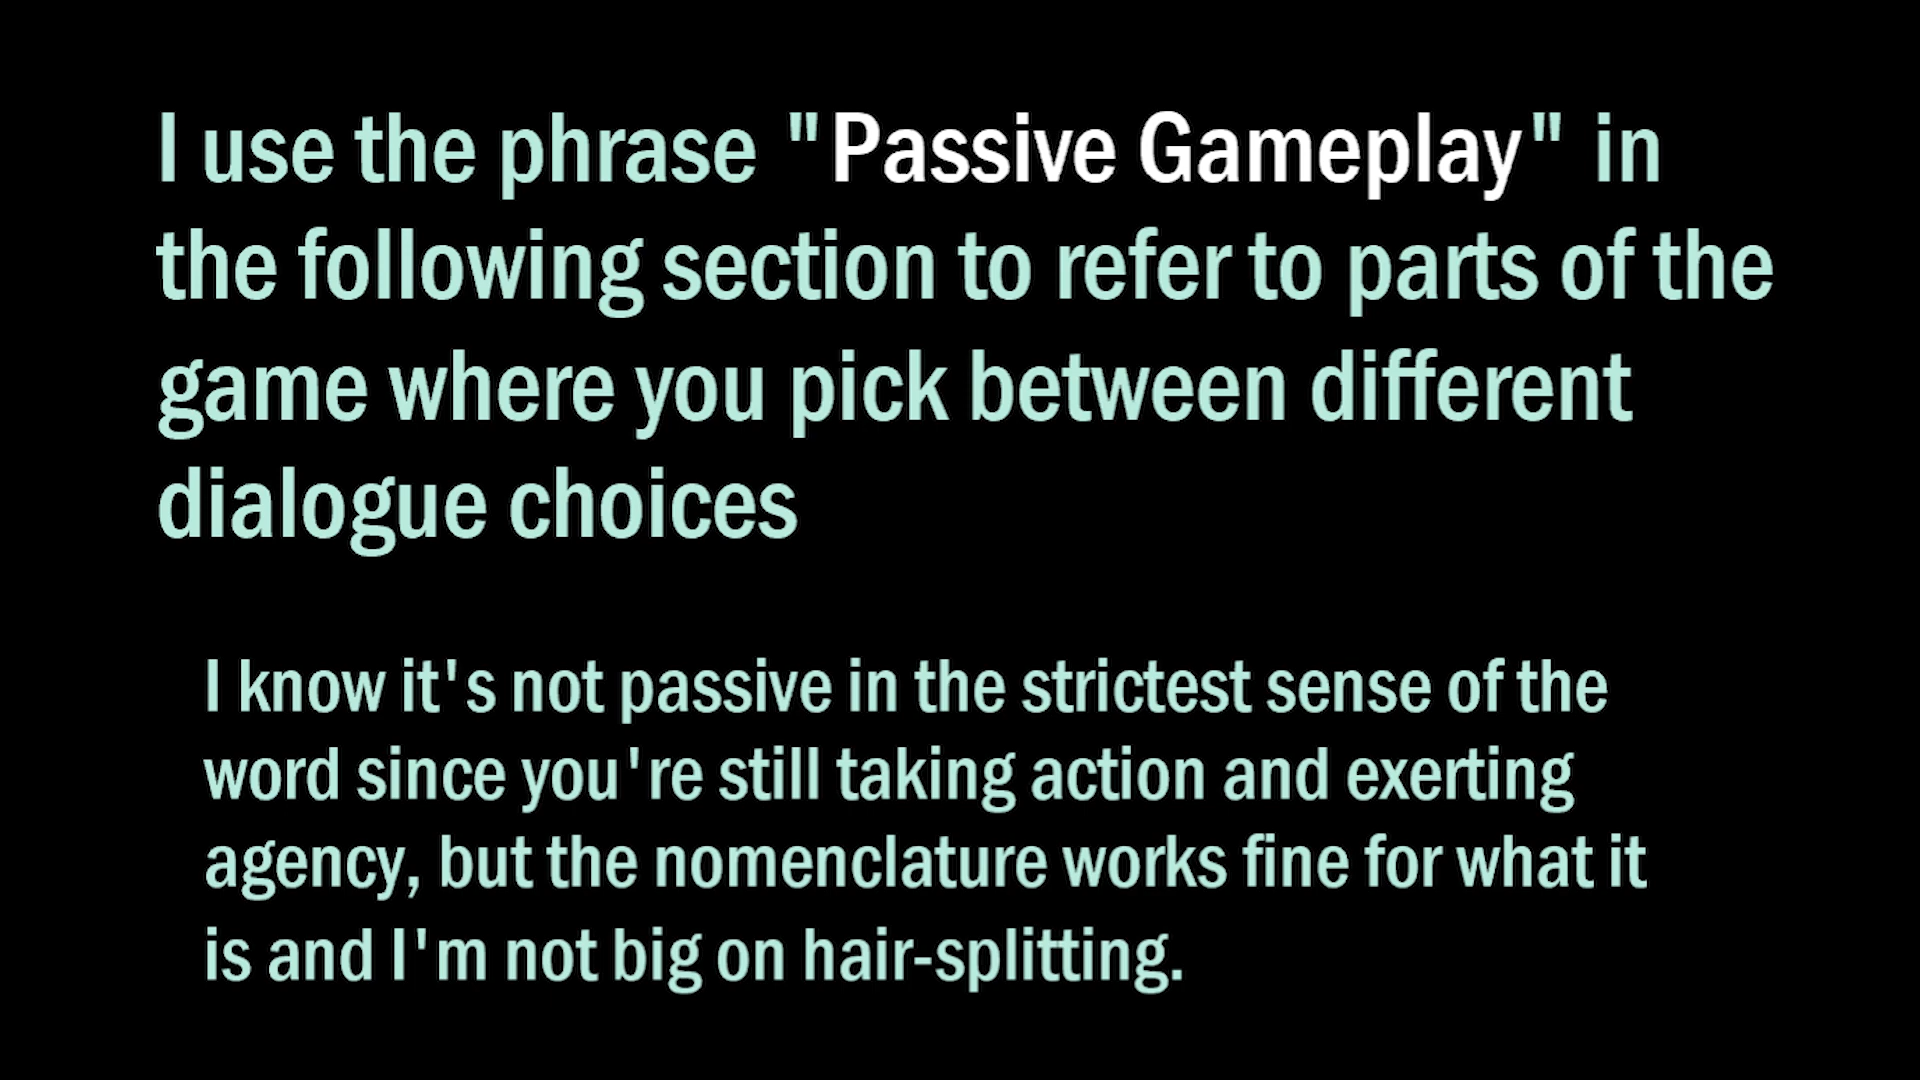 I use the phrase "Passive Gameplay" in
the following section to refer to parts of the
game where you pick between different
dialogue choices
I know it's not passive in the strictest sense of the
word since you're still taking action and exerting
agency, but the nomenclature works fine for what it
is and I'm not big on hair-splitting.